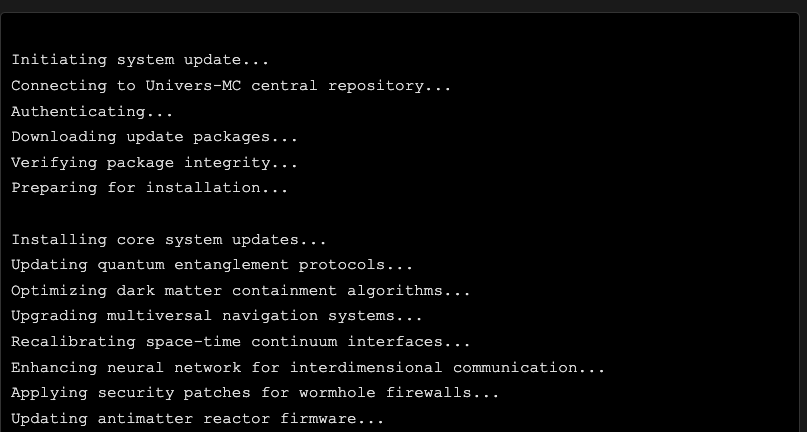 Initiating system update...
Connecting to Univers-MC central repository...
Authenticating...
Downloading update packages...
Verifying package integrity...
Preparing for installation...
Installing core system updates...
Updating quantum entanglement protocols...
Optimizing dark matter containment algorithms...
Upgrading multiversal navigation systems...
Recalibrating space-time continuum interfaces...
Enhancing neural network for interdimensional communication...
Applying security patches for wormhole firewalls...
Updating antimatter reactor firmware...